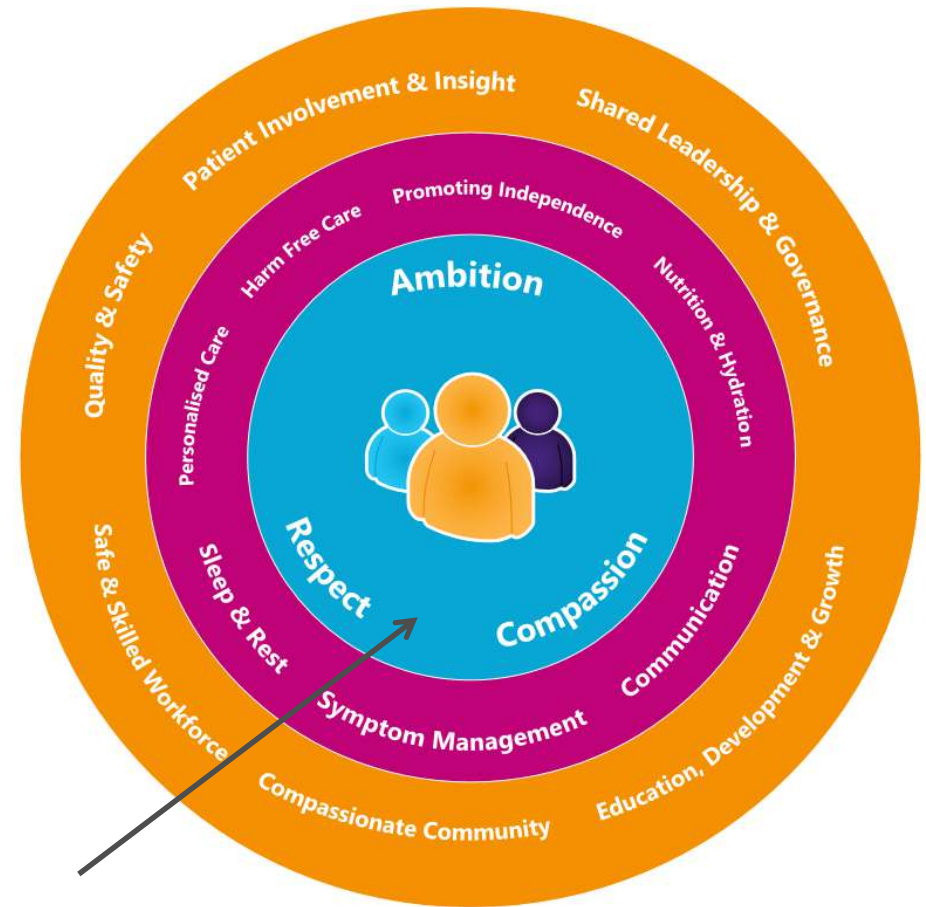 Patient Involvement & Insight
Shared Leadership & Governance
Education, Development & Growth
Compassionate Community
Safe & Skilled Workforce
Quality & Safety
Promoting Independence
Nutrition & Hydration
Communication
Symptom Management
Sleep & Rest
Personalised Care
Harm Free Care
Ambition
Compassion
Respect